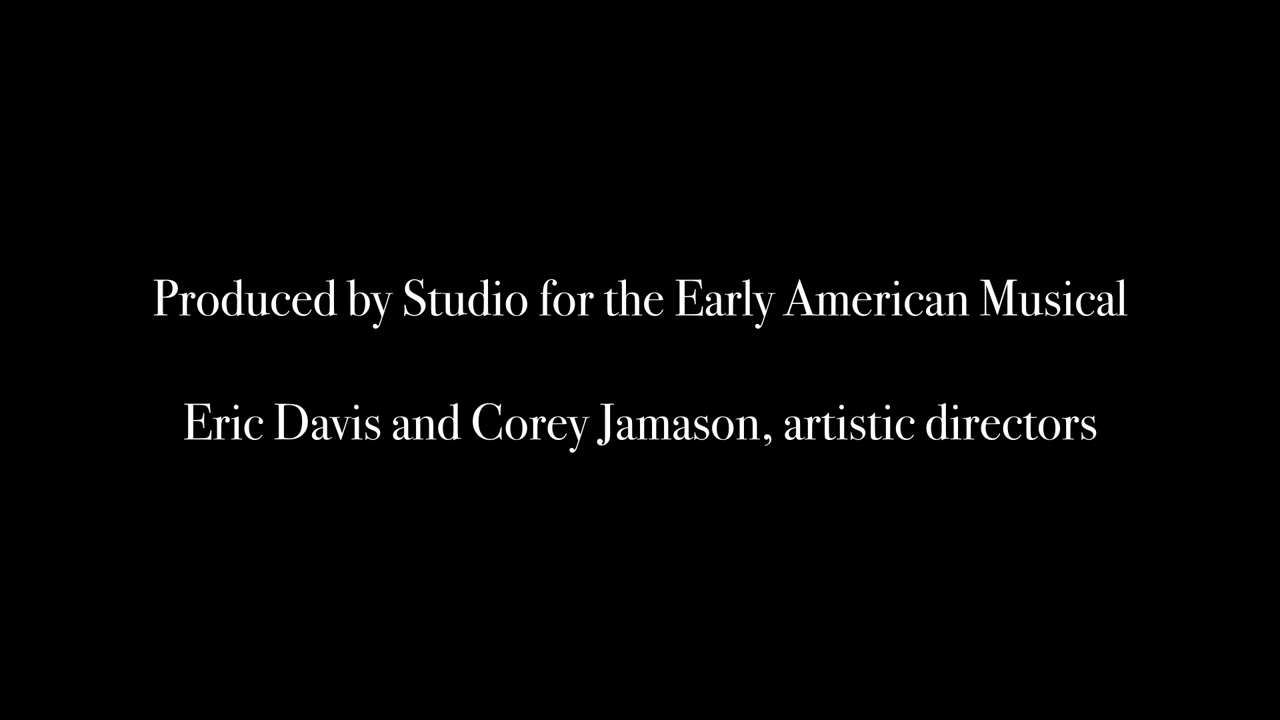 Produced by Studio for the Early American Musical
Eric Davis and Corey Jamason, artistic directors